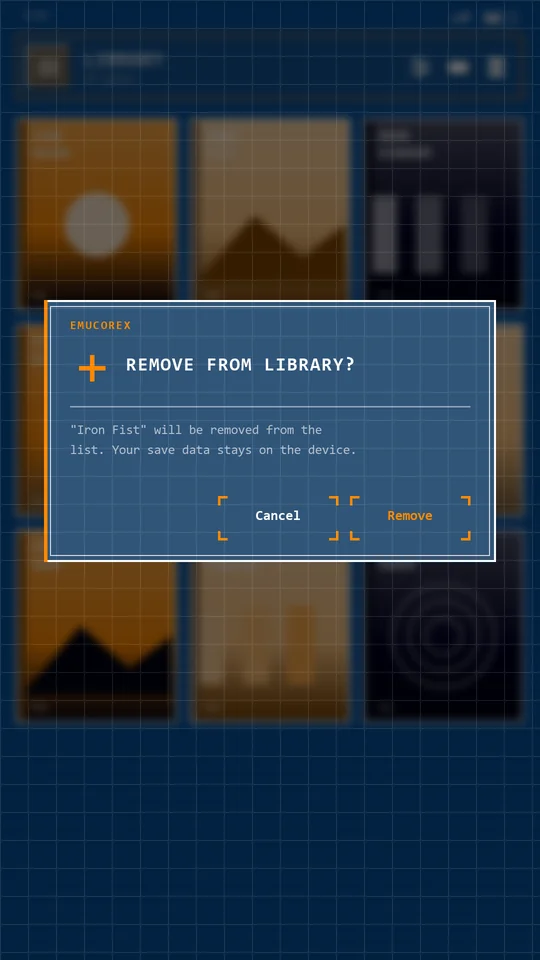 EMUCOREX
REMOVE FROM LIBRARY?
"Iron Fist" will be removed from the
list. Your save data stays on the device.
Cancel
Remove